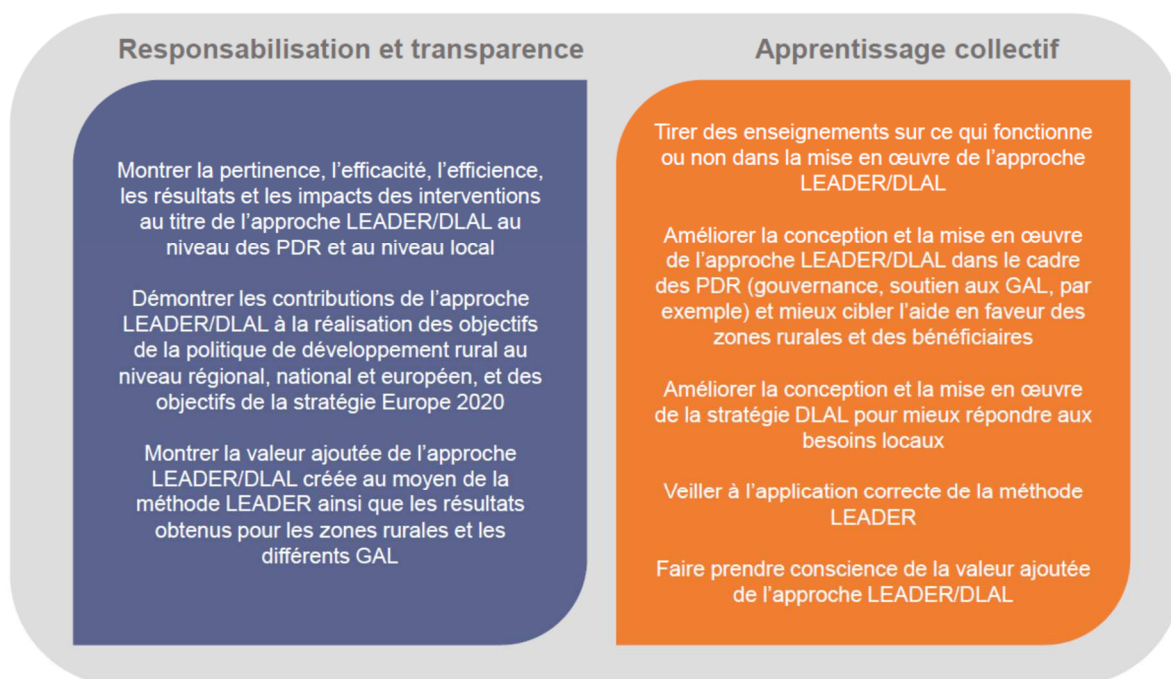 Responsabilisation et transparence
Montrer la pertinence, l’efficacité, l’efficience,
les résultats et les impacts des interventions
au titre de l’approche LEADER/DLAL au
niveau des PDR et au niveau local
Démontrer les contributions de l’approche
LEADER/DLAL à la réalisation des objectifs
de la politique de développement rural au
niveau régional, national et européen, et des
objectifs de la stratégie Europe 2020
Montrer la valeur ajoutée de l’approche
LEADER/DLAL créée au moyen de la
méthode LEADER ainsi que les résultats
obtenus pour les zones rurales et les
différents GAL
Apprentissage collectif
Tirer des enseignements sur ce qui fonctionne
ou non dans la mise en œuvre de l’approche
LEADER/DLAL
Améliorer la conception et la mise en œuvre
de l’approche LEADER/DLAL dans le cadre
des PDR (gouvernance, soutien aux GAL, par
exemple) et mieux cibler l’aide en faveur des
zones rurales et des bénéficiaires
Améliorer la conception et la mise en œuvre
de la stratégie DLAL pour mieux répondre aux
besoins locaux
Veiller à l’application correcte de la méthode
LEADER
Faire prendre conscience de la valeur ajoutée
de l’approche LEADER/DLAL